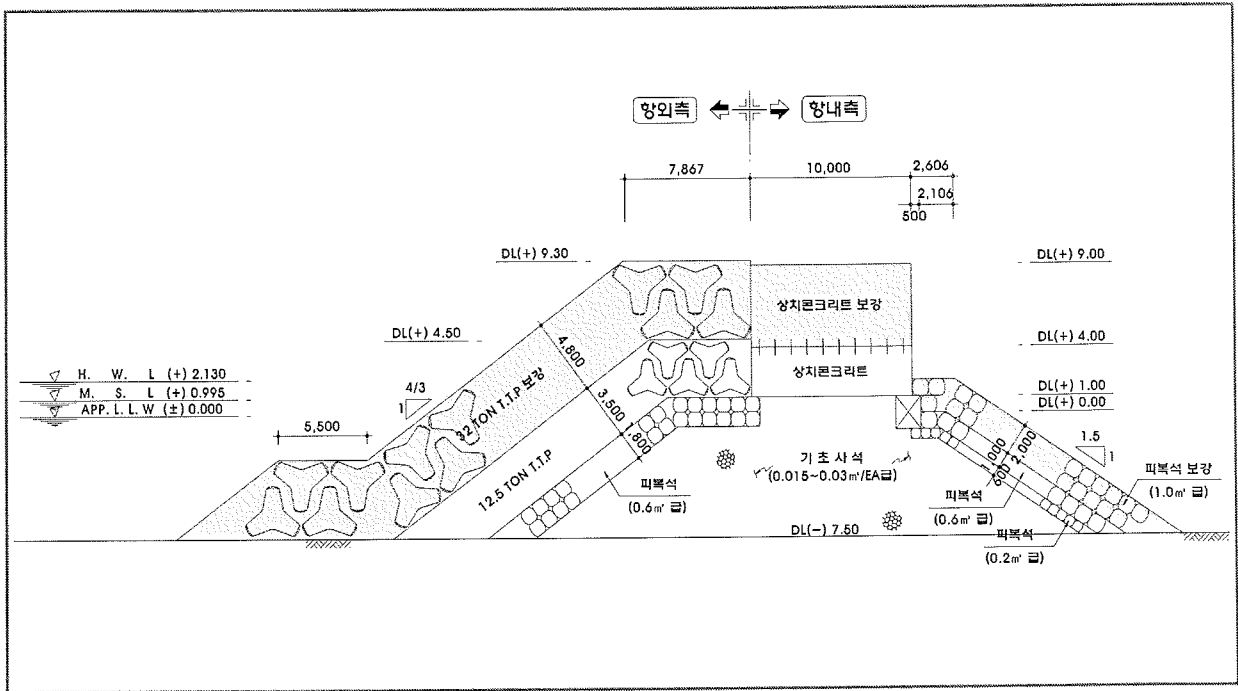 항외측
항내측
7,867
10,000
2,606
2,106
500
DL(+) 9.30
DL(+) 9.00
DL(+) 4.50
DL(+) 4.00
상치콘크리트 보강
상치콘크리트
H. W. L (+) 2.130
M. S. L (+) 0.995
APP. L. L. W (±) 0.000
4/3
1
4,800
3,500
1,800
32 TON T.T.P 보강
12.5 TON T.T.P
5,500
DL(+) 1.00
DL(+) 0.00
1.5
1
기 초 사 석
(0.015~0.03㎥/EA급)
1,000
2,000
600
피복석
(0.6㎥ 급)
피복석
(0.6㎥ 급)
피복석 보강
(1.0㎥ 급)
피복석
(0.2㎥ 급)
DL(-) 7.50